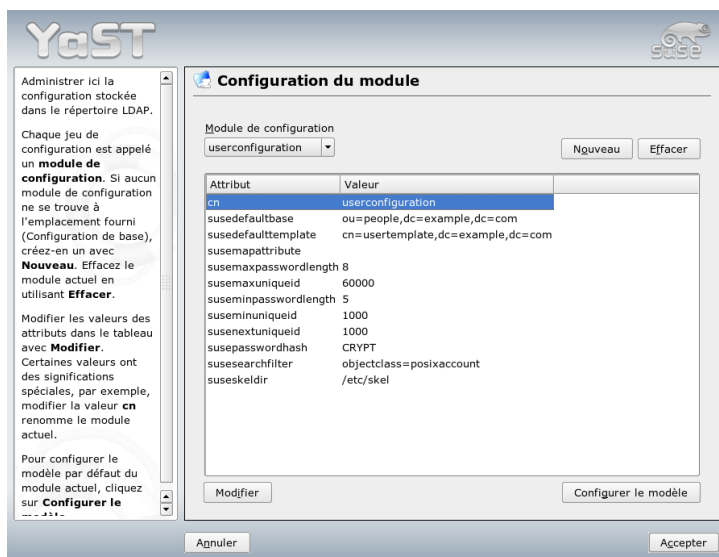 YaST
SUSE
Administrer ici la
configuration stockée
dans le répertoire LDAP.
Chaque jeu de
configuration est appelé
un module de
configuration. Si aucun
module de configuration
ne se trouve à
l'emplacement fourni
(Configuration de base),
créez-en un avec
Nouveau. Effacez le
module actuel en
utilisant Effacer.
Modifier les valeurs des
attributs dans le tableau
avec Modifier.
Certaines valeurs ont
des significations
spéciales, par exemple,
modifier la valeur cn
renomme le module
actuel.
Pour configurer le
modèle par défaut du
module actuel, cliquez
sur Configurer le
Configuration du module
Module de configuration
userconfiguration
Nouveau Effacer
Attribut Valeur
cn userconfiguration
susedefaultbase ou=people,dc=example,dc=com
susedefaulttemplate cn=usertemplate,dc=example,dc=com
susemapattribute
susemaxpasswordlength 8
susemaxuniqueid 60000
suseminpasswordlength 5
suseminuniqueid 1000
susenextuniqueid 1000
susepasswordhash CRYPT
susesearchfilter objectclass=posixaccount
suseskeldir /etc/skel
Modifier Configurer le modèle
Annuler Accepter